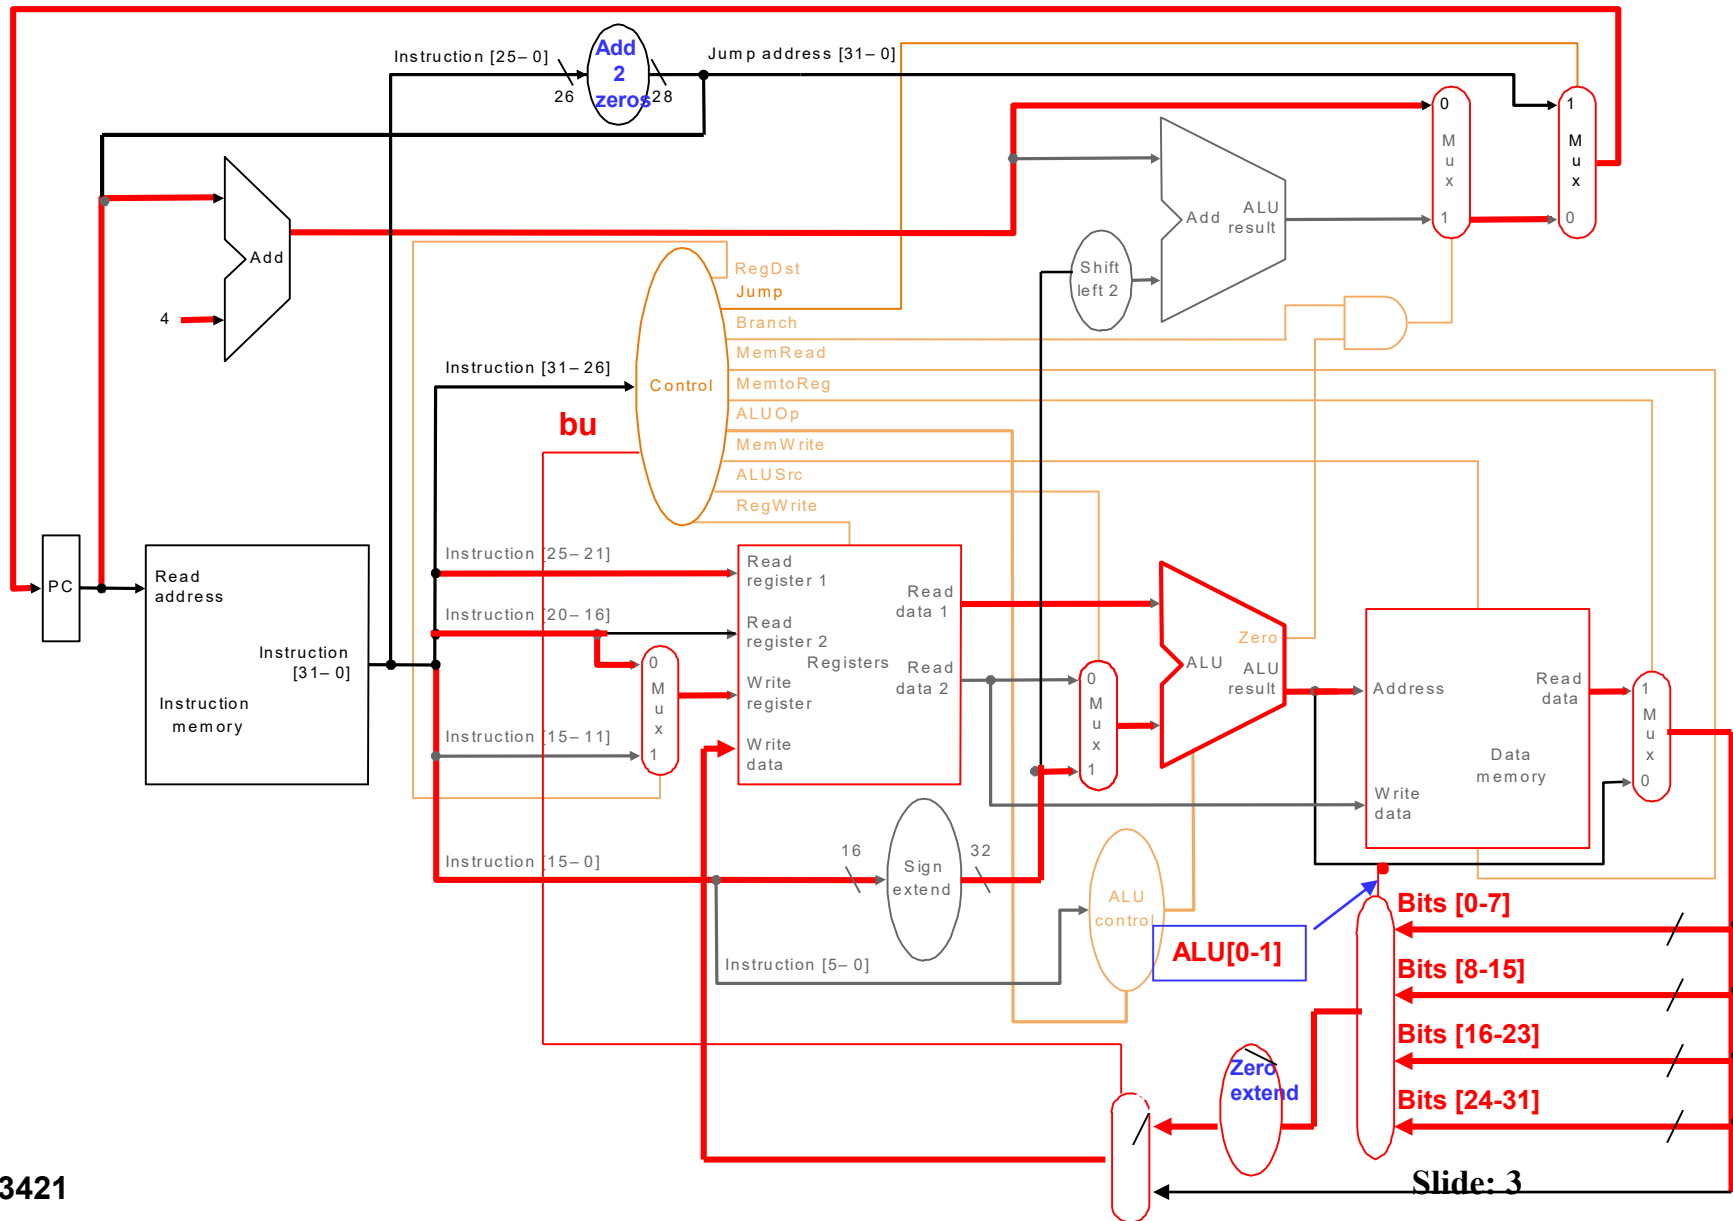 Instruction [25–0]
26
Add
2
zeros
28
Jump address [31–0]
0
M
u
x
1
1
M
u
x
0
Add
4
Add
ALU
result
Shift
left 2
RegDst
Jump
Branch
MemRead
MemtoReg
ALUOp
MemWrite
ALUSrc
RegWrite
Control
Instruction [31–26]
bu
PC
Read
address
Instruction
[31–0]
Instruction
memory
Instruction [25–21]
Instruction [20–16]
Instruction [15–11]
Instruction [15–0]
Instruction [5–0]
0
M
u
x
1
Read
register 1
Read
register 2
Write
register
Write
data
Registers
Read
data 1
Read
data 2
0
M
u
x
1
Zero
ALU
ALU
result
Address
Write
data
Read
data
Data
memory
1
M
u
x
0
16
Sign
extend
32
ALU
control
ALU[0-1]
Bits [0-7]
Bits [8-15]
Bits [16-23]
Bits [24-31]
Zero
extend
3421
Slide: 3